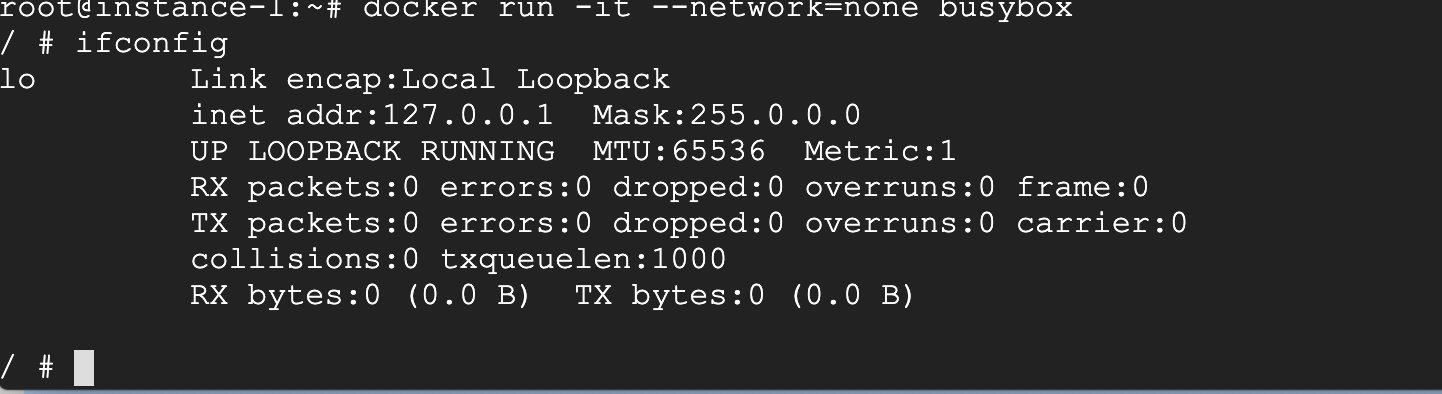 root@instance-1:~# docker run -it --network=none busybox
/ # ifconfig
lo        Link encap:Local Loopback
          inet addr:127.0.0.1  Mask:255.0.0.0
          UP LOOPBACK RUNNING  MTU:65536  Metric:1
          RX packets:0 errors:0 dropped:0 overruns:0 frame:0
          TX packets:0 errors:0 dropped:0 overruns:0 carrier:0
          collisions:0 txqueuelen:1000
          RX bytes:0 (0.0 B)  TX bytes:0 (0.0 B)
/ #